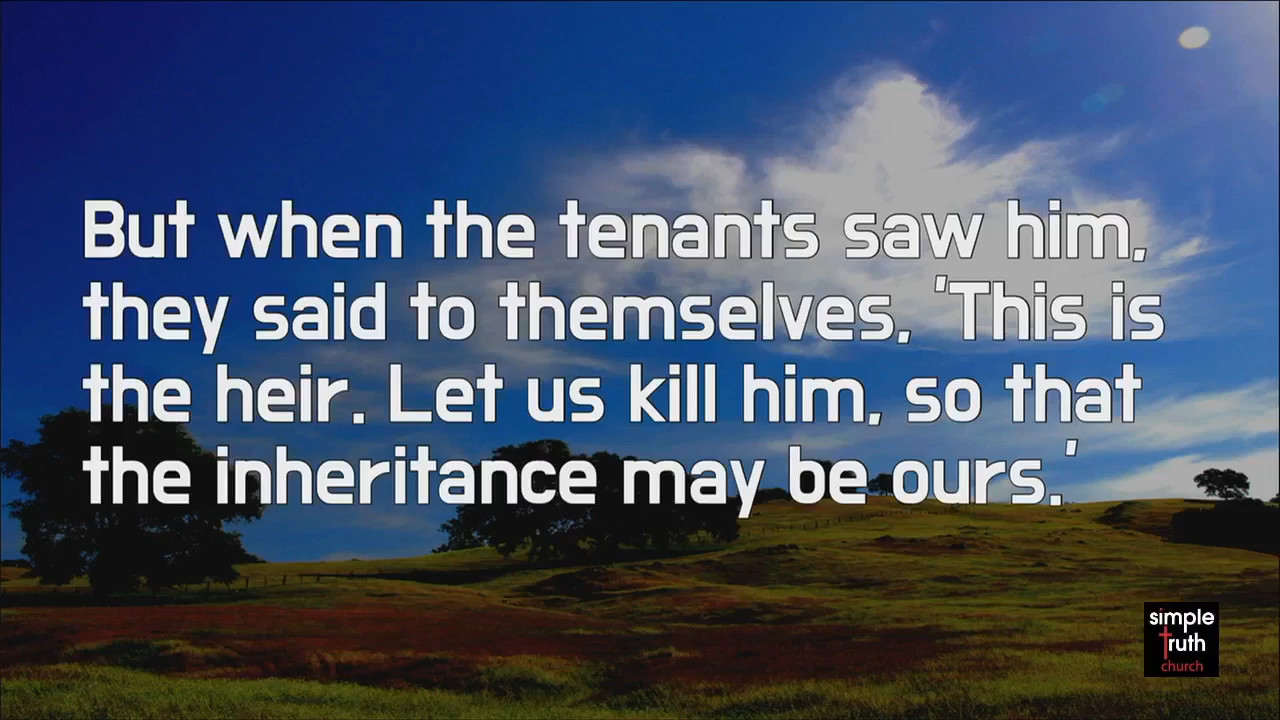 But when the tenants saw him,
they said to themselves, 'This is
the heir. Let us kill him, so that
the inheritance may be ours.'
simple
truth
church